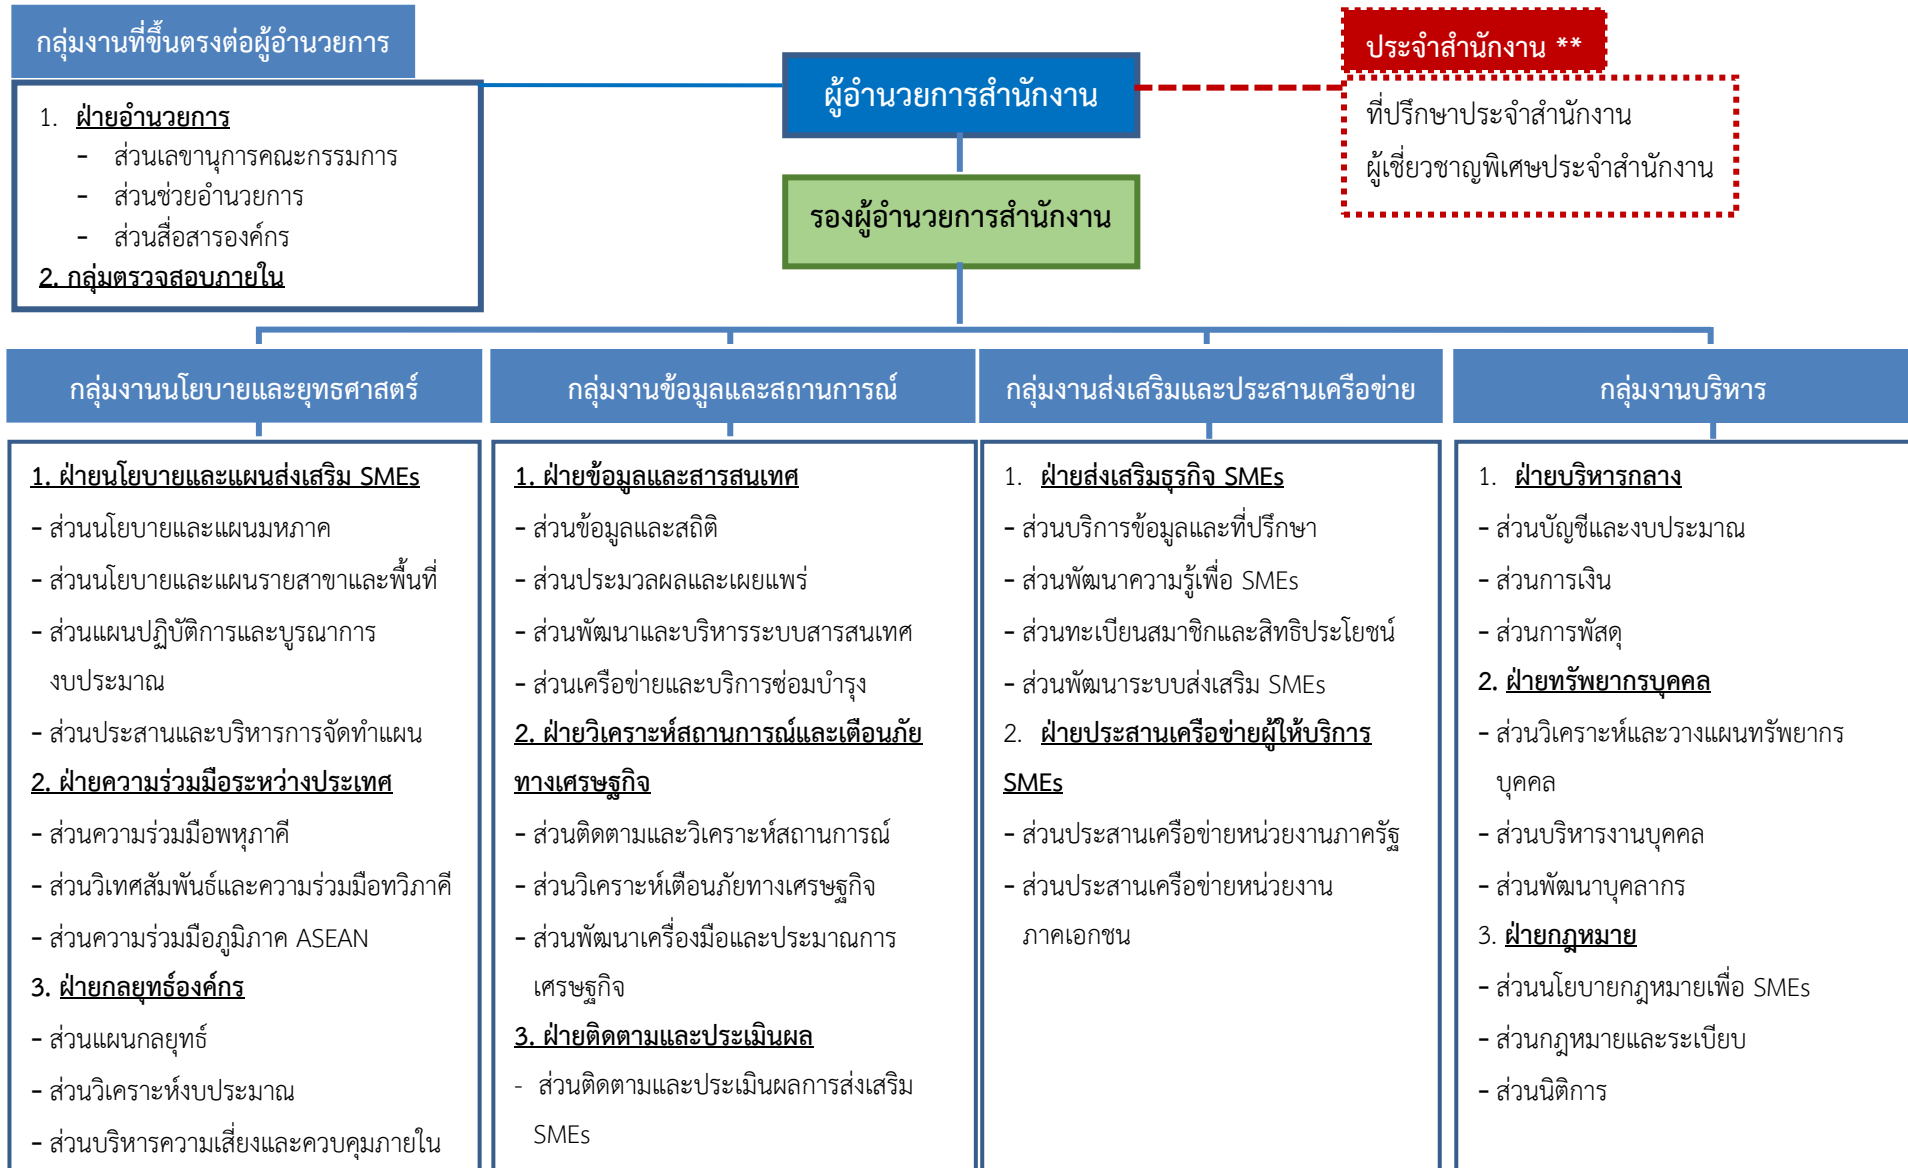 กลุ่มงานที่ขึ้นตรงต่อผู้อำนวยการ
1. ฝ่ายอำนวยการ
- ส่วนเลขานุการคณะกรรมการ
- ส่วนช่วยอำนวยการ
- ส่วนสื่อสารองค์กร
2. กลุ่มตรวจสอบภายใน
ผู้อำนวยการสำนักงาน
รองผู้อำนวยการสำนักงาน
ประจำสำนักงาน **
ที่ปรึกษาประจำสำนักงาน
ผู้เชี่ยวชาญพิเศษประจำสำนักงาน
กลุ่มงานนโยบายและยุทธศาสตร์
1. ฝ่ายนโยบายและแผนส่งเสริม SMEs
- ส่วนนโยบายและแผนมหภาค
- ส่วนนโยบายและแผนรายสาขาและพื้นที่
- ส่วนแผนปฏิบัติการและบูรณาการ
งบประมาณ
- ส่วนประสานและบริหารการจัดทำแผน
2. ฝ่ายความร่วมมือระหว่างประเทศ
- ส่วนความร่วมมือพหุภาคี
- ส่วนวิเทศสัมพันธ์และความร่วมมือทวิภาคี
- ส่วนความร่วมมือภูมิภาค ASEAN
3. ฝ่ายกลยุทธ์องค์กร
- ส่วนแผนกลยุทธ์
- ส่วนวิเคราะห์งบประมาณ
- ส่วนบริหารความเสี่ยงและควบคุมภายใน
กลุ่มงานข้อมูลและสถานการณ์
1. ฝ่ายข้อมูลและสารสนเทศ
- ส่วนข้อมูลและสถิติ
- ส่วนประมวลผลและเผยแพร่
- ส่วนพัฒนาและบริหารระบบสารสนเทศ
- ส่วนเครือข่ายและบริการซ่อมบำรุง
2. ฝ่ายวิเคราะห์สถานการณ์และเตือนภัย
ทางเศรษฐกิจ
- ส่วนติดตามและวิเคราะห์สถานการณ์
- ส่วนวิเคราะห์เตือนภัยทางเศรษฐกิจ
- ส่วนพัฒนาเครื่องมือและประมาณการ
เศรษฐกิจ
3. ฝ่ายติดตามและประเมินผล
- ส่วนติดตามและประเมินผลการส่งเสริม
SMEs
กลุ่มงานส่งเสริมและประสานเครือข่าย
1. ฝ่ายส่งเสริมธุรกิจ SMEs
- ส่วนบริการข้อมูลและที่ปรึกษา
- ส่วนพัฒนาความรู้เพื่อ SMEs
- ส่วนทะเบียนสมาชิกและสิทธิประโยชน์
- ส่วนพัฒนาระบบส่งเสริม SMEs
2. ฝ่ายประสานเครือข่ายผู้ให้บริการ
SMEs
- ส่วนประสานเครือข่ายหน่วยงานภาครัฐ
- ส่วนประสานเครือข่ายหน่วยงาน
ภาคเอกชน
กลุ่มงานบริหาร
1. ฝ่ายบริหารกลาง
- ส่วนบัญชีและงบประมาณ
- ส่วนการเงิน
- ส่วนการพัสดุ
2. ฝ่ายทรัพยากรบุคคล
- ส่วนวิเคราะห์และวางแผนทรัพยากร
บุคคล
- ส่วนบริหารงานบุคคล
- ส่วนพัฒนาบุคลากร
3. ฝ่ายกฎหมาย
- ส่วนนโยบายกฎหมายเพื่อ SMEs
- ส่วนกฎหมายและระเบียบ
- ส่วนนิติการ